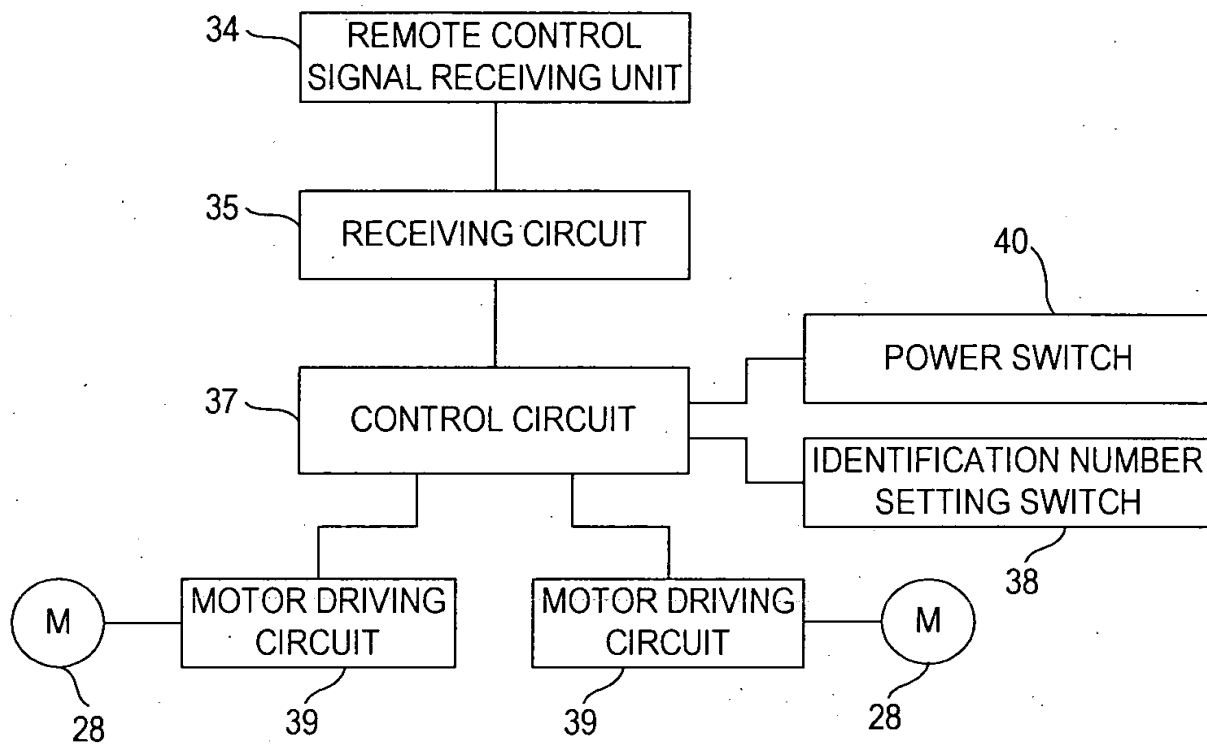 34
REMOTE CONTROL
SIGNAL RECEIVING UNIT
35
RECEIVING CIRCUIT
40
POWER SWITCH
37
CONTROL CIRCUIT
IDENTIFICATION NUMBER
SETTING SWITCH
38
M
MOTOR DRIVING
CIRCUIT
MOTOR DRIVING
CIRCUIT
M
28
39
39
28